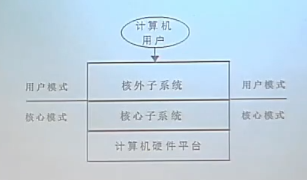 计算机
用户
用户模式 核外子系统 用户模式
核心模式 核心子系统 核心模式
计算机硬件平台